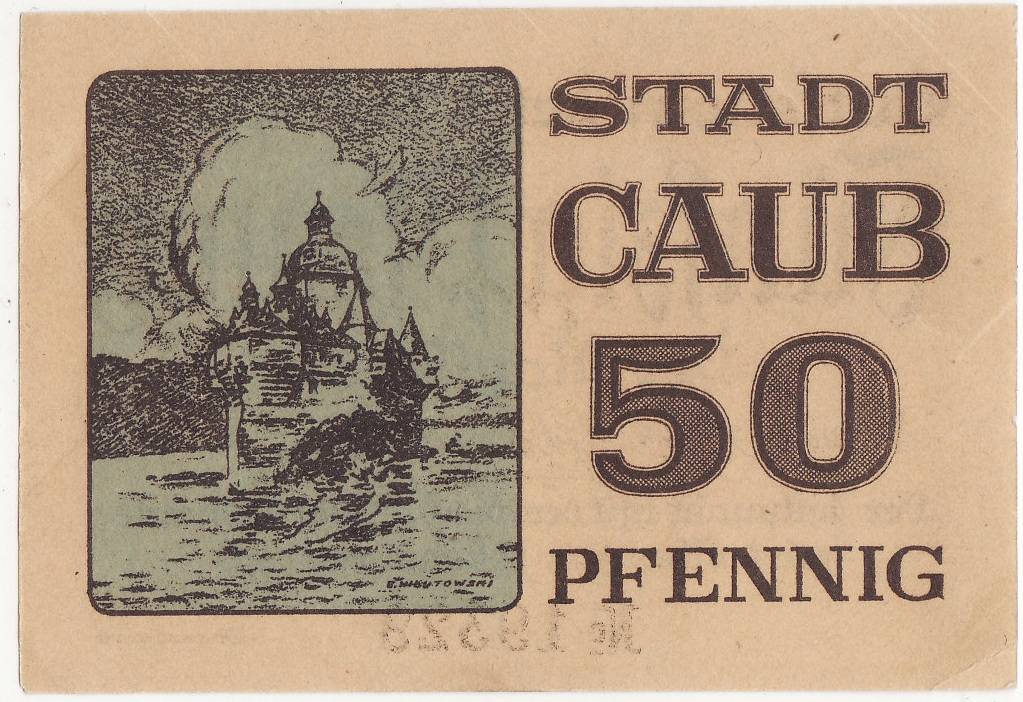 STADT
CAUB
50
PFENNIG